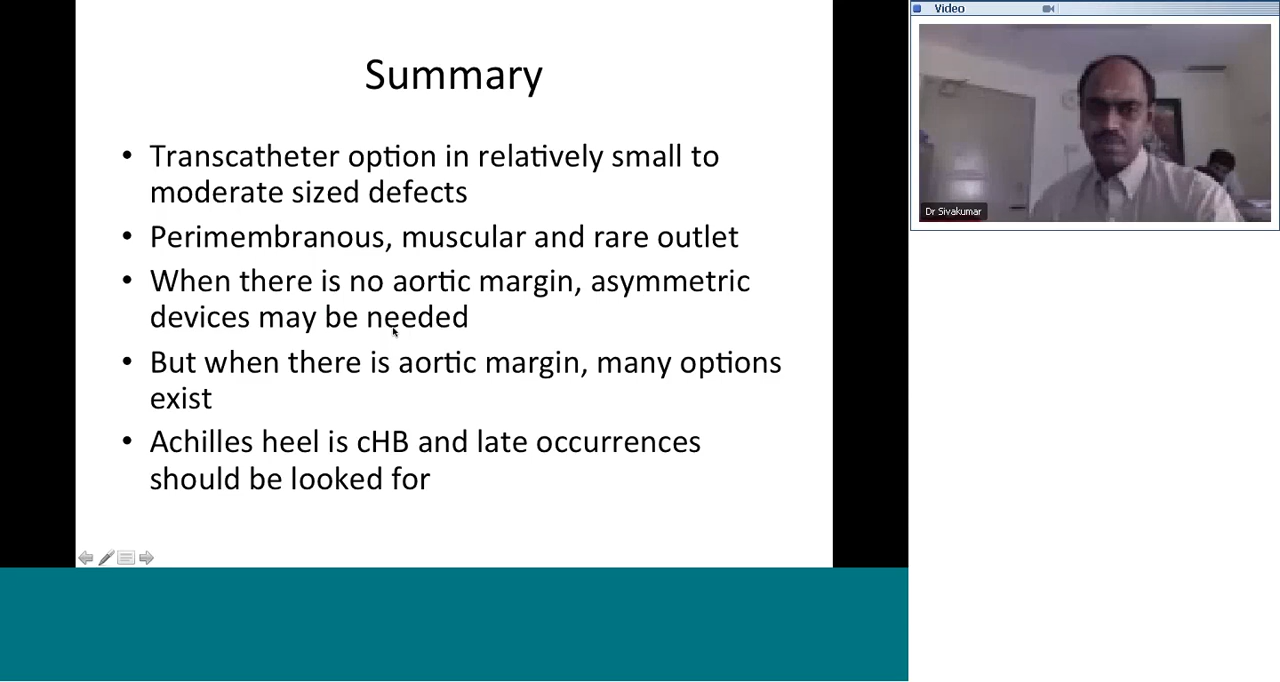 Summary
• Transcatheter option in relatively small to
moderate sized defects
• Perimembranous, muscular and rare outlet
• When there is no aortic margin, asymmetric
devices may be needed
• But when there is aortic margin, many options
exist
• Achilles heel is cHB and late occurrences
should be looked for
Video
Dr Sivakumar